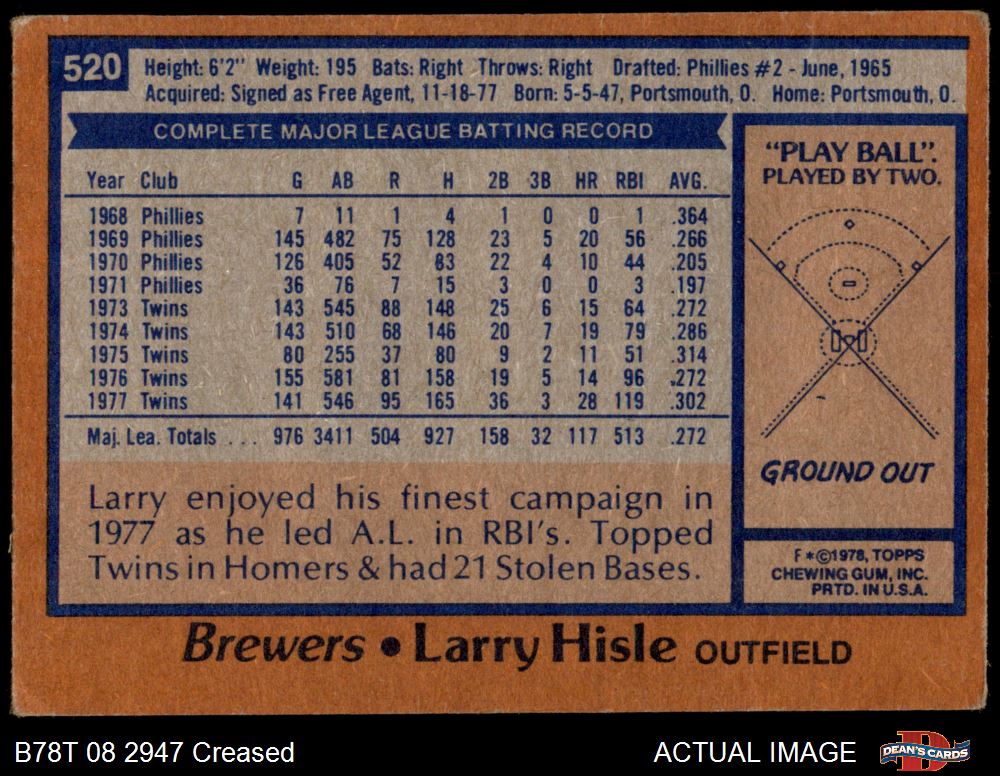 520
Height: 6'2" Weight: 195 Bats: Right Throws: Right Drafted: Phillies #2 - June, 1965
Acquired: Signed as Free Agent, 11-18-77 Born: 5-5-47, Portsmouth, O. Home: Portsmouth, O.
COMPLETE MAJOR LEAGUE BATTING RECORD
Year Club G AB R H 2B 3B HR RBI AVG.
1968 Phillies 7 11 1 4 1 0 0 1 .364
1969 Phillies 145 482 75 128 23 5 20 56 .266
1970 Phillies 126 405 52 83 22 4 10 44 .205
1971 Phillies 36 76 7 15 3 0 0 3 .197
1973 Twins 143 545 88 148 25 6 15 64 .272
1974 Twins 143 510 68 146 20 7 19 79 .286
1975 Twins 80 255 37 80 9 2 11 51 .314
1976 Twins 155 581 81 158 19 5 14 96 .272
1977 Twins 141 546 95 165 36 3 28 119 .302
Maj. Lea. Totals . . . 976 3411 504 927 158 32 117 513 .272
Larry enjoyed his finest campaign in
1977 as he led A.L. in RBI's. Topped
Twins in Homers & had 21 Stolen Bases.
"PLAY BALL".
PLAYED BY TWO.
GROUND OUT
F*©1978, TOPPS
CHEWING GUM, INC.
PRTD. IN U.S.A.
Brewers • Larry Hisle OUTFIELD
B78T 08 2947 Creased
ACTUAL IMAGE
D
DEAN'S CARDS